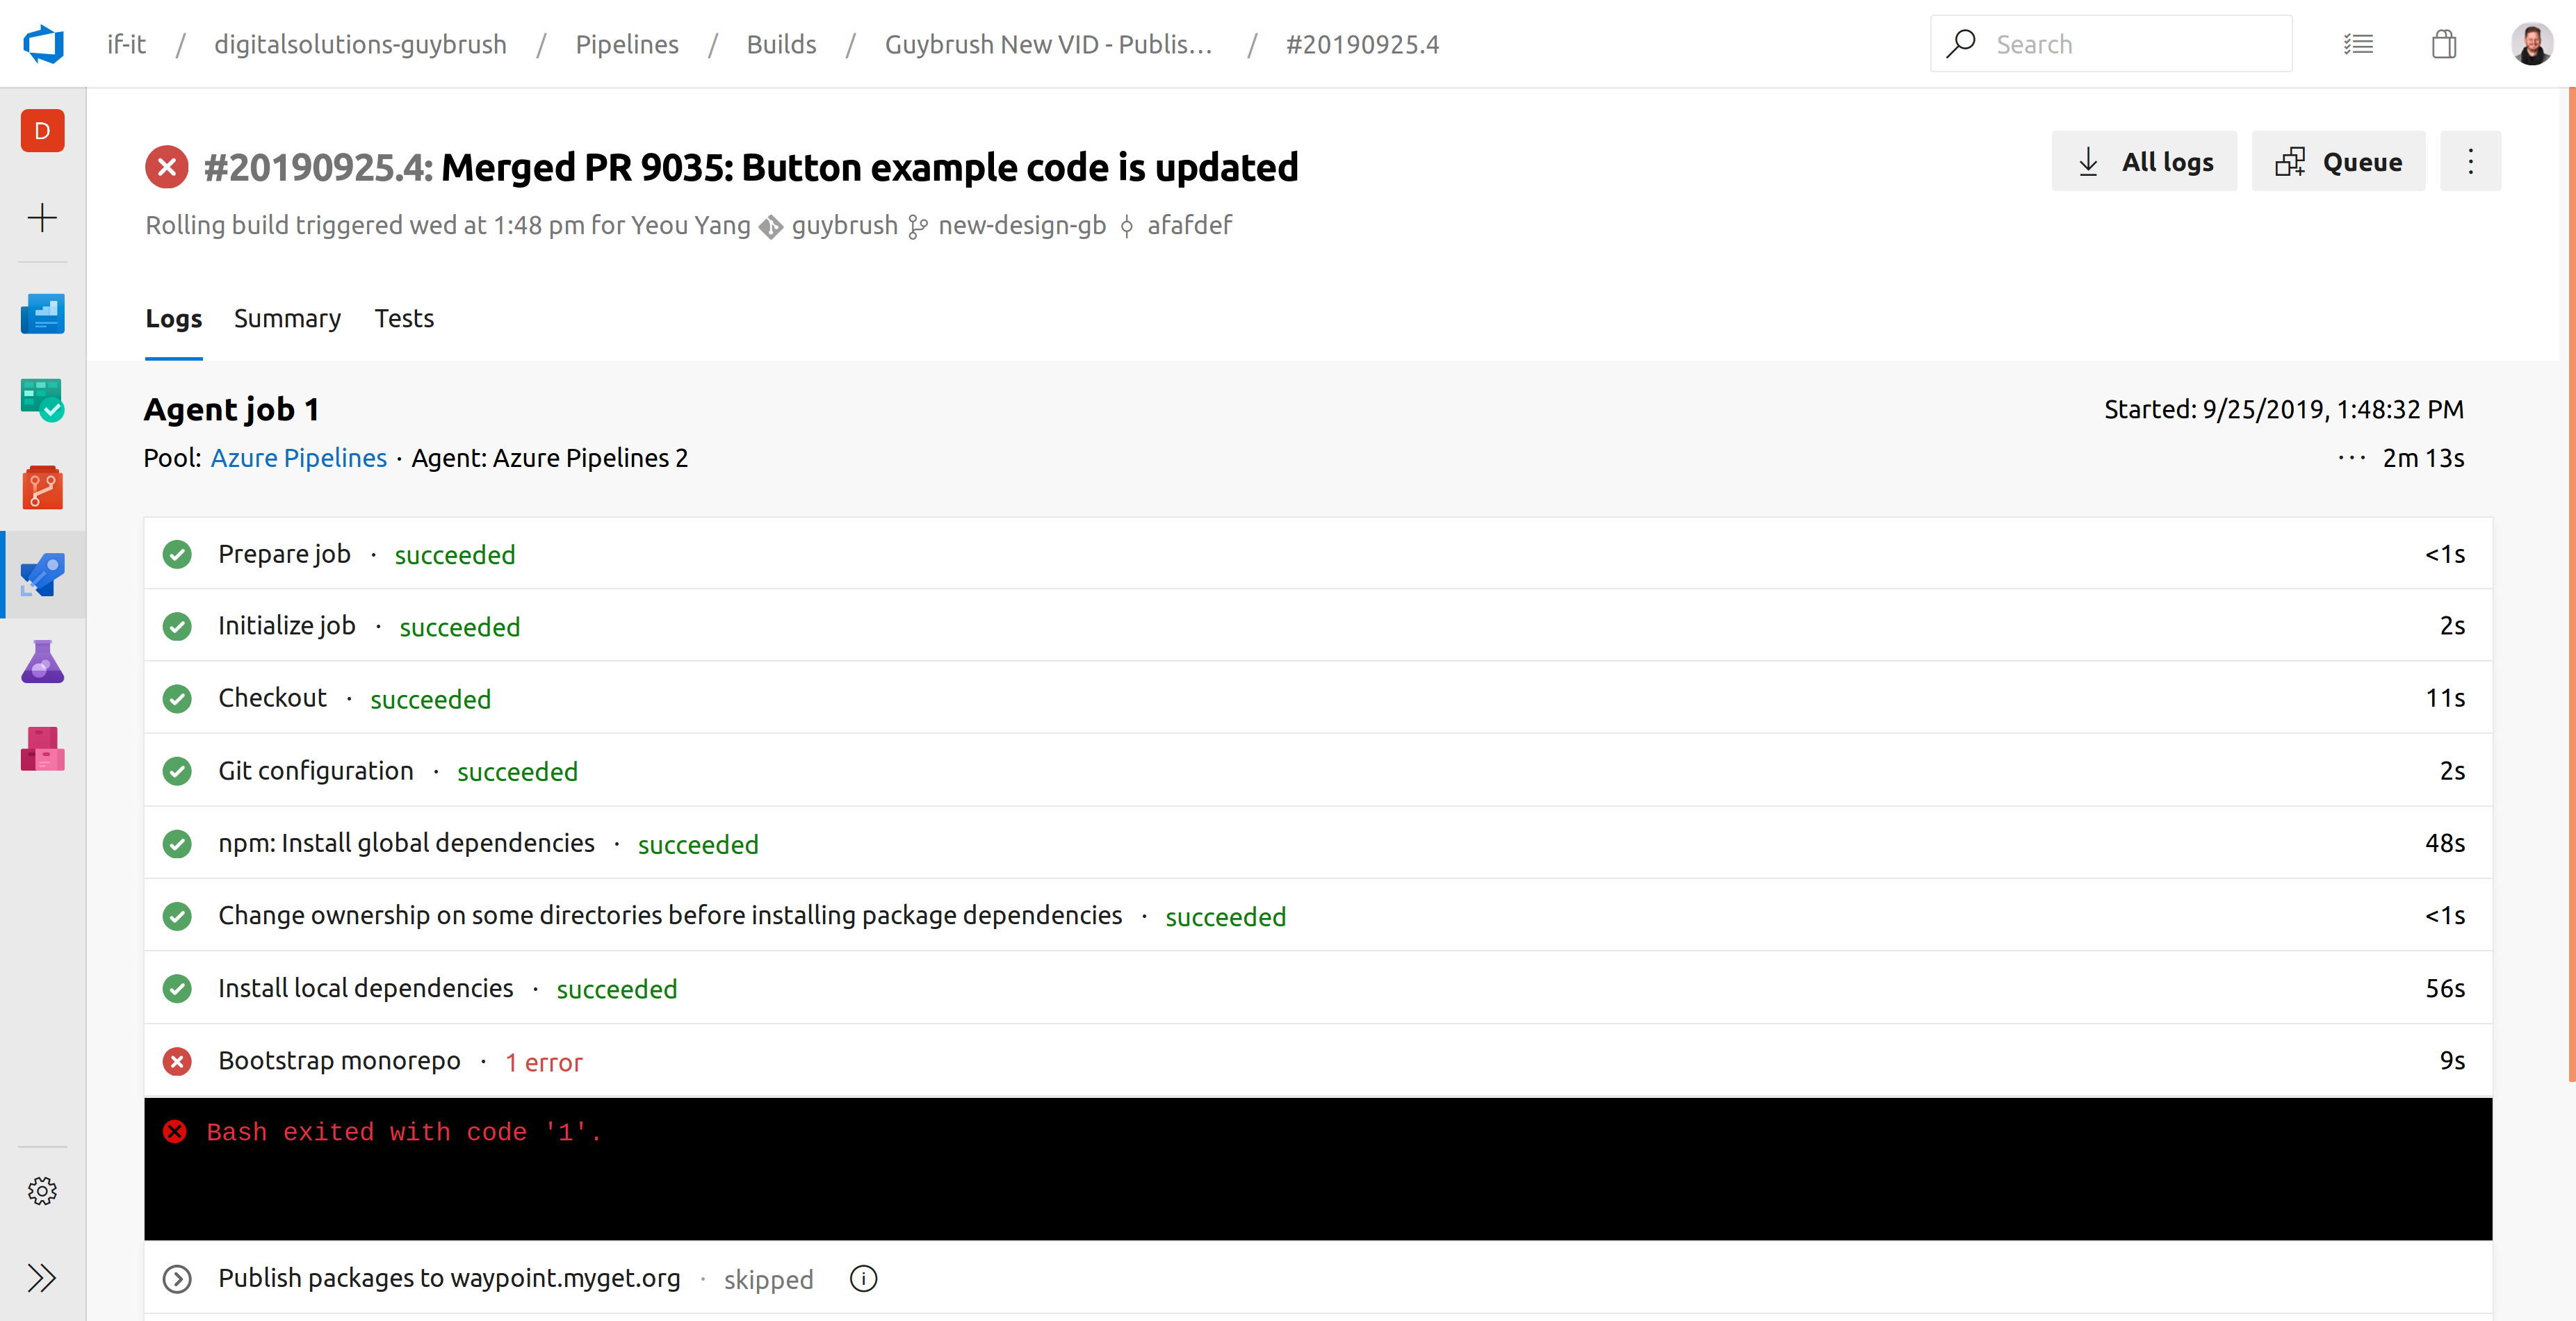 if-it / digitalsolutions-guybrush / Pipelines / Builds / Guybrush New VID - Publis... / #20190925.4
Search
D
#20190925.4: Merged PR 9035: Button example code is updated
All logs
Queue
Rolling build triggered wed at 1:48 pm for Yeou Yang guybrush new-design-gb afafdef
Logs Summary Tests
Agent job 1
Started: 9/25/2019, 1:48:32 PM
Pool: Azure Pipelines · Agent: Azure Pipelines 2
··· 2m 13s
Prepare job · succeeded <1s
Initialize job · succeeded 2s
Checkout · succeeded 11s
Git configuration · succeeded 2s
npm: Install global dependencies · succeeded 48s
Change ownership on some directories before installing package dependencies · succeeded <1s
Install local dependencies · succeeded 56s
Bootstrap monorepo · 1 error 9s
Bash exited with code '1'.
Publish packages to waypoint.myget.org · skipped